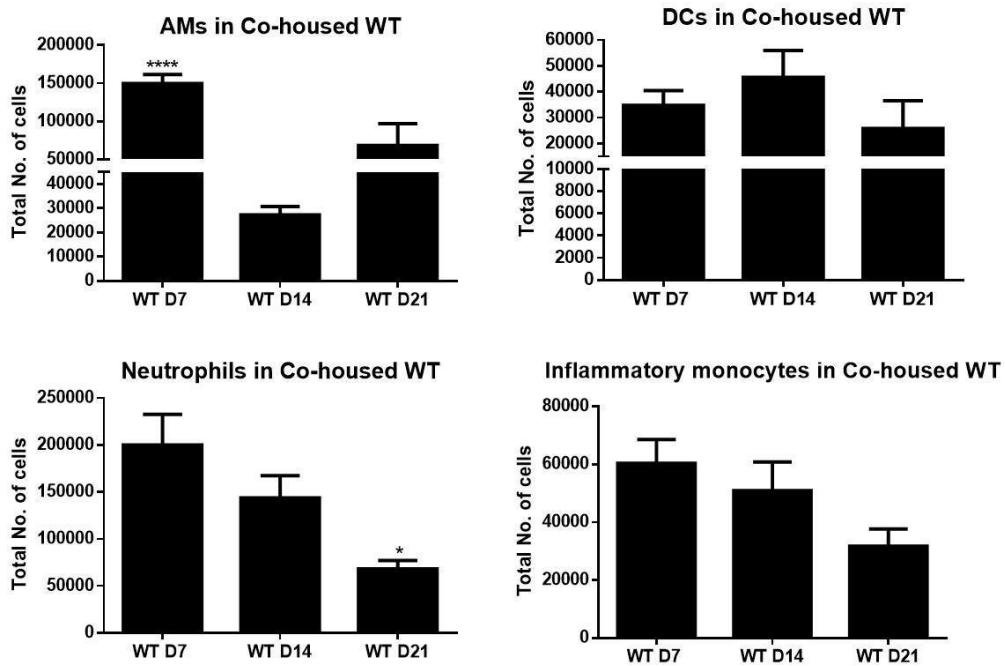 AMs in Co-housed WT
Total No. of cells
200000
150000
100000
50000
40000
30000
20000
10000
0
****
WT D7 WT D14 WT D21
DCs in Co-housed WT
Total No. of cells
60000
50000
40000
30000
20000
10000
8000
6000
4000
2000
0
WT D7 WT D14 WT D21
Neutrophils in Co-housed WT
Total No. of cells
250000
200000
150000
100000
50000
0
*
WT D7 WT D14 WT D21
Inflammatory monocytes in Co-housed WT
Total No. of cells
80000
60000
40000
20000
0
WT D7 WT D14 WT D21